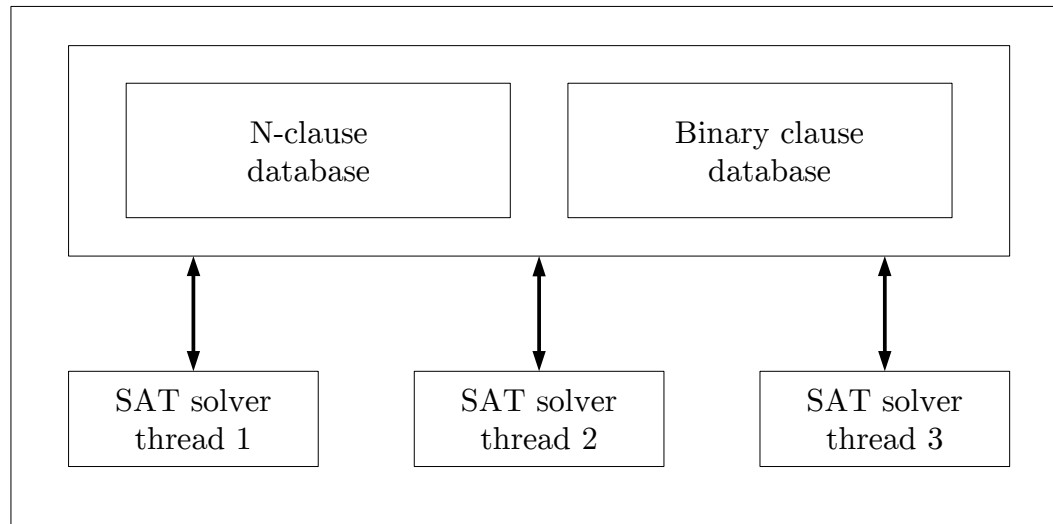 N-clause
database
Binary clause
database
SAT solver
thread 1
SAT solver
thread 2
SAT solver
thread 3